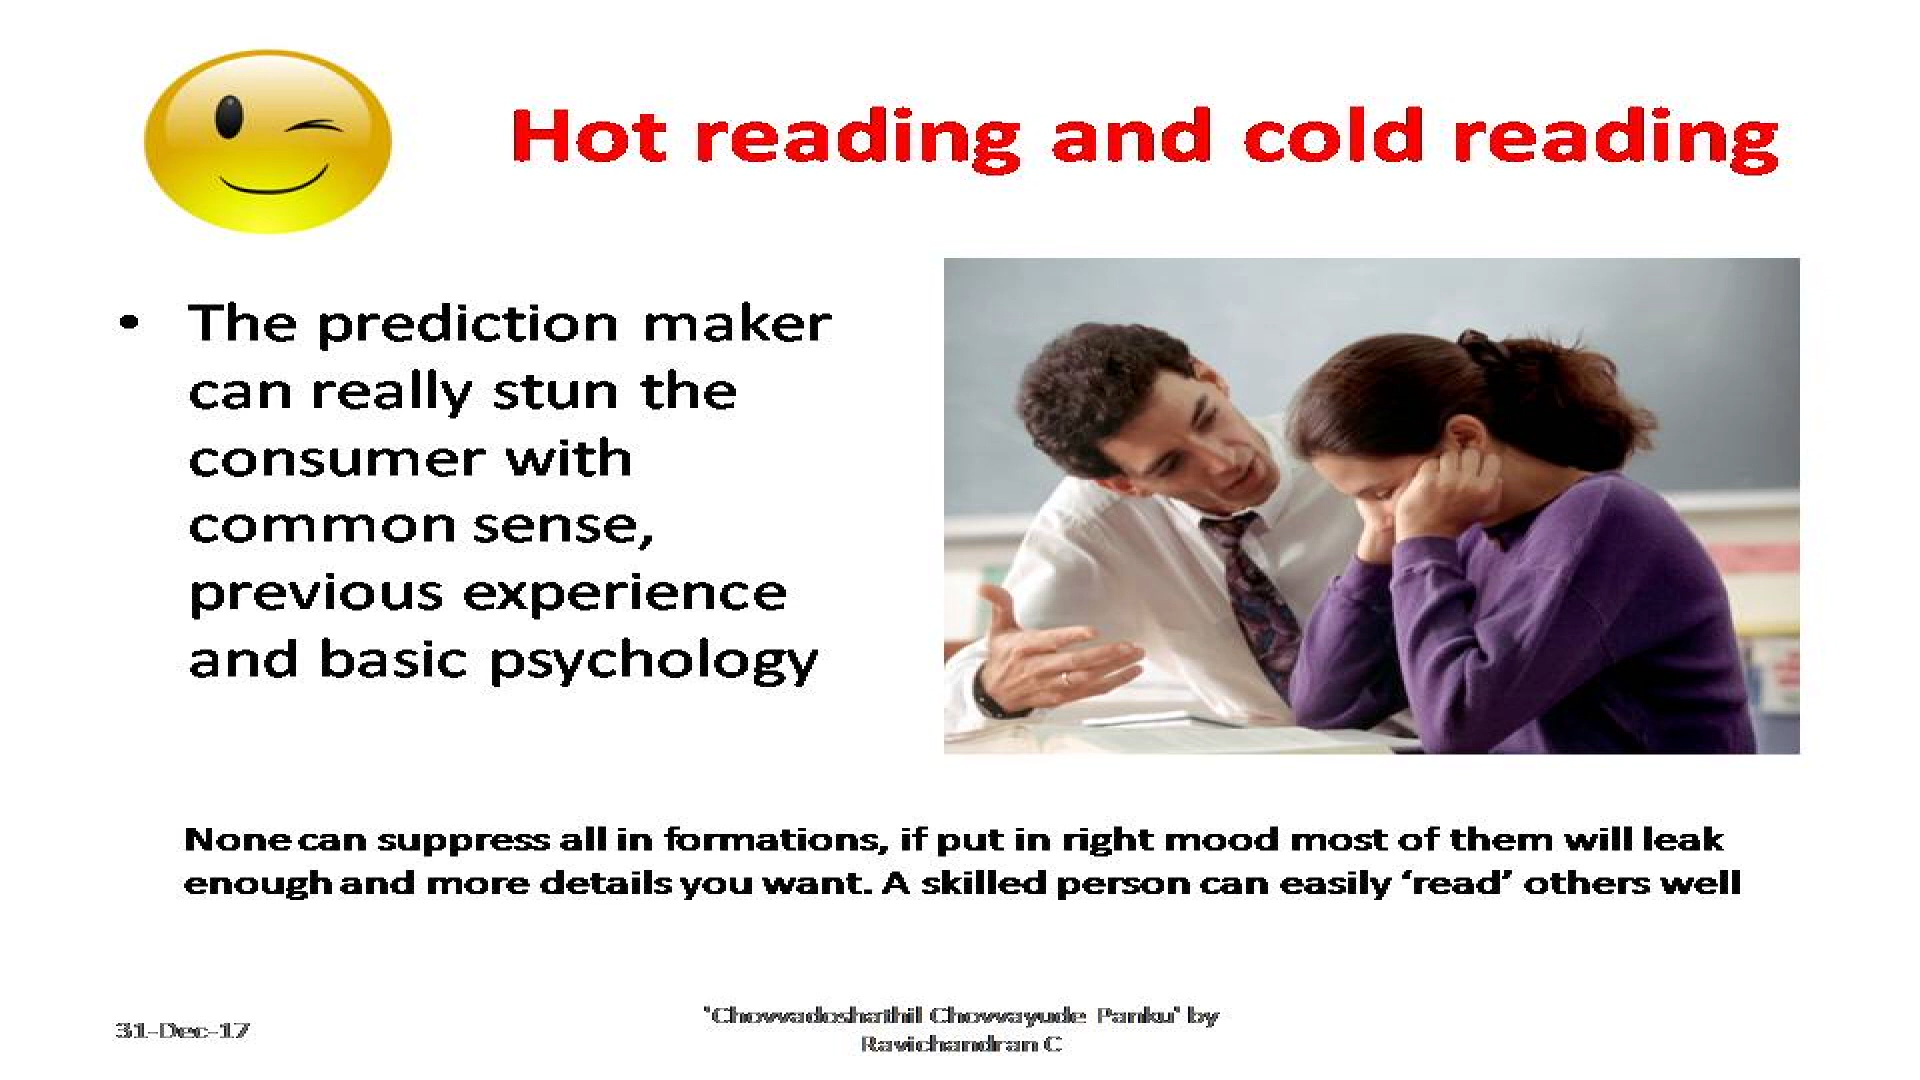 Hot reading and cold reading
• The prediction maker
can really stun the
consumer with
common sense,
previous experience
and basic psychology
None can suppress all in formations, if put in right mood most of them will leak
enough and more details you want. A skilled person can easily ‘read’ others well
31-Dec-17
'Chowwadoshathil Chowwayude Panku' by
Ravichandran C